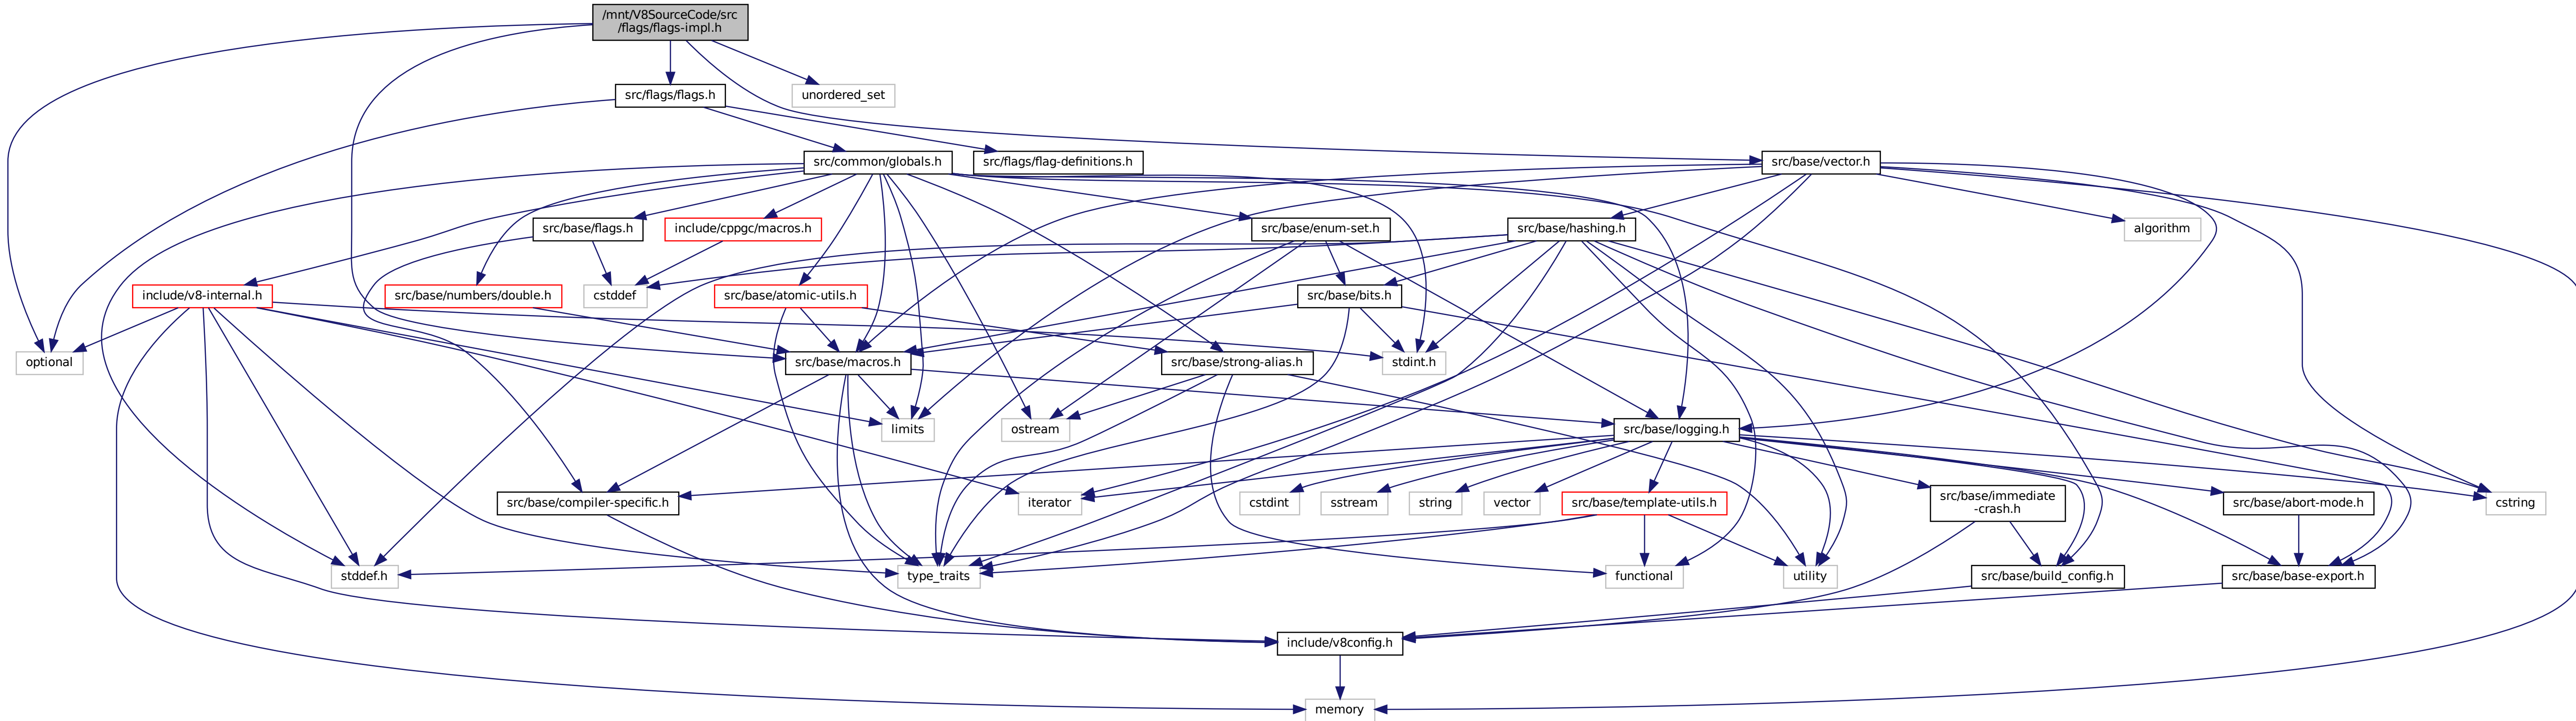 /mnt/V8SourceCode/src
/flags/flags-impl.h
src/flags/flags.h
unordered_set
src/common/globals.h
src/flags/flag-definitions.h
src/base/vector.h
src/base/flags.h
include/cppgc/macros.h
src/base/enum-set.h
src/base/hashing.h
algorithm
include/v8-internal.h
src/base/numbers/double.h
cstddef
src/base/atomic-utils.h
src/base/bits.h
optional
src/base/macros.h
src/base/strong-alias.h
stdint.h
limits
ostream
src/base/logging.h
src/base/compiler-specific.h
iterator
cstdint
sstream
string
vector
src/base/template-utils.h
src/base/immediate
-crash.h
src/base/abort-mode.h
cstring
stddef.h
type_traits
functional
utility
src/base/build_config.h
src/base/base-export.h
include/v8config.h
memory